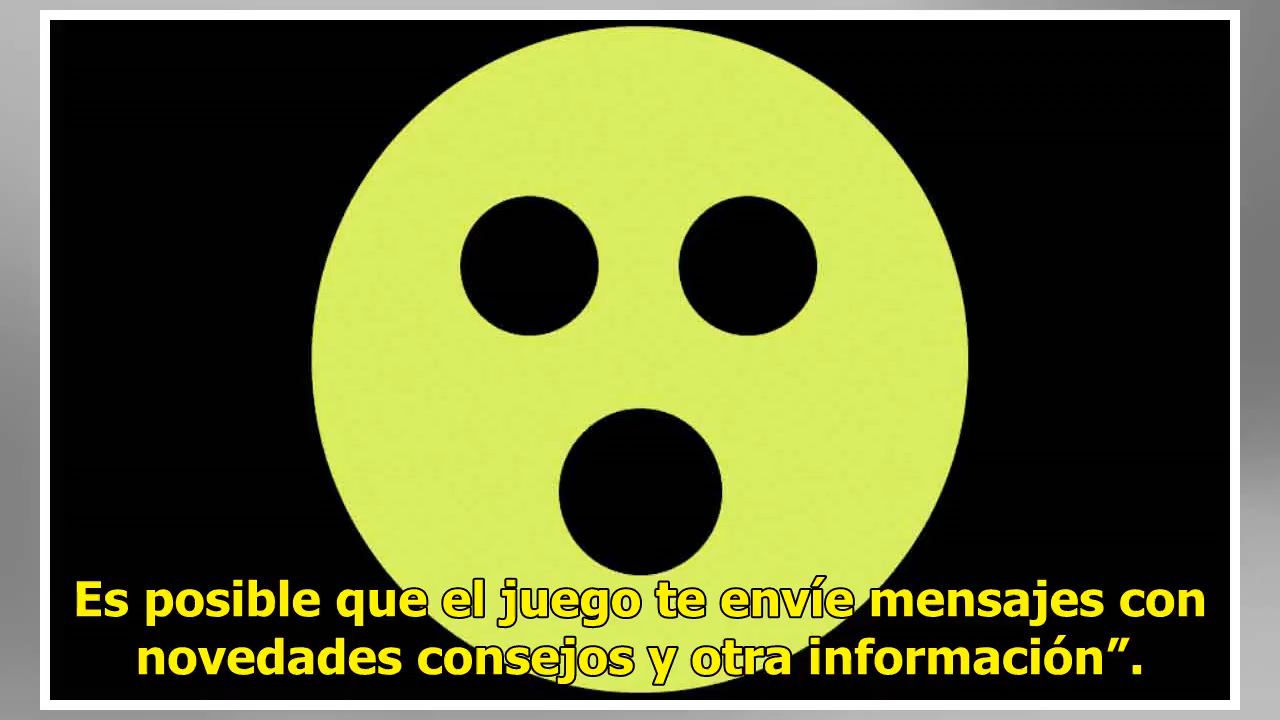 Es posible que el juego te envíe mensajes con
novedades consejos y otra información”.